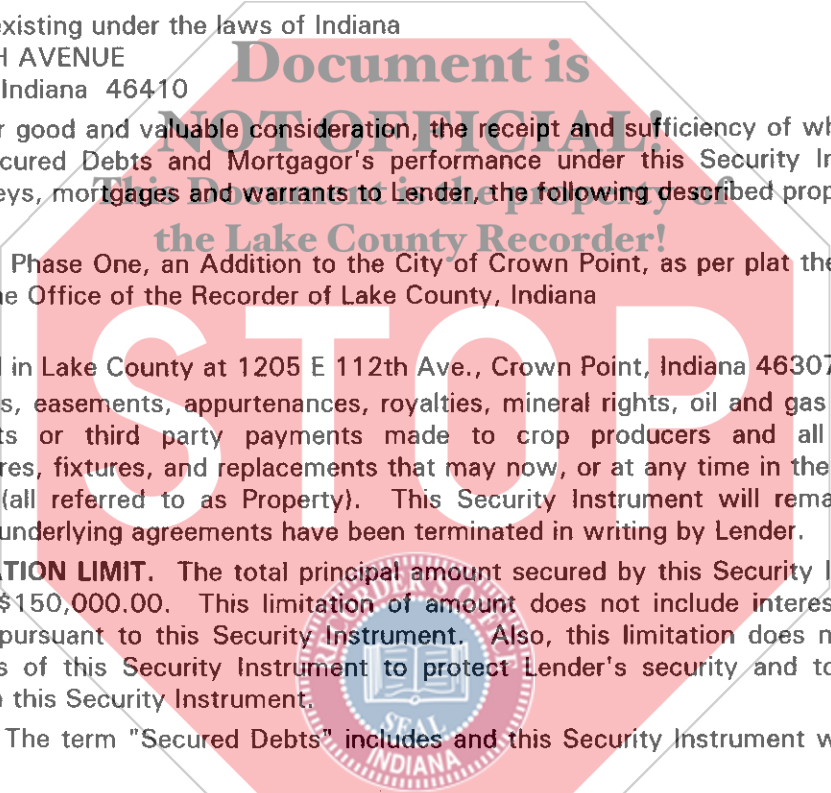 existing under the laws of Indiana
H AVENUE
Indiana 46410
Document is
NOT OFFICIAL!
r good and valuable consideration, the receipt and sufficiency of wh
cured Debts and Mortgagor's performance under this Security In
eys, mortgages and warrants to Lender, the following described prop
This Document is the property of
the Lake County Recorder!
Phase One, an Addition to the City of Crown Point, as per plat the
e Office of the Recorder of Lake County, Indiana
STOP
l in Lake County at 1205 E 112th Ave., Crown Point, Indiana 46307
s, easements, appurtenances, royalties, mineral rights, oil and gas
ts or third party payments made to crop producers and all
res, fixtures, and replacements that may now, or at any time in the
(all referred to as Property). This Security Instrument will rema
underlying agreements have been terminated in writing by Lender.
ATION LIMIT. The total principal amount secured by this Security I
$150,000.00. This limitation of amount does not include interes
pursuant to this Security Instrument. Also, this limitation does n
s of this Security Instrument to protect Lender's security and to
n this Security Instrument.
RECORDER'S OFFICE
SEAL
INDIANA
The term "Secured Debts" includes and this Security Instrument w